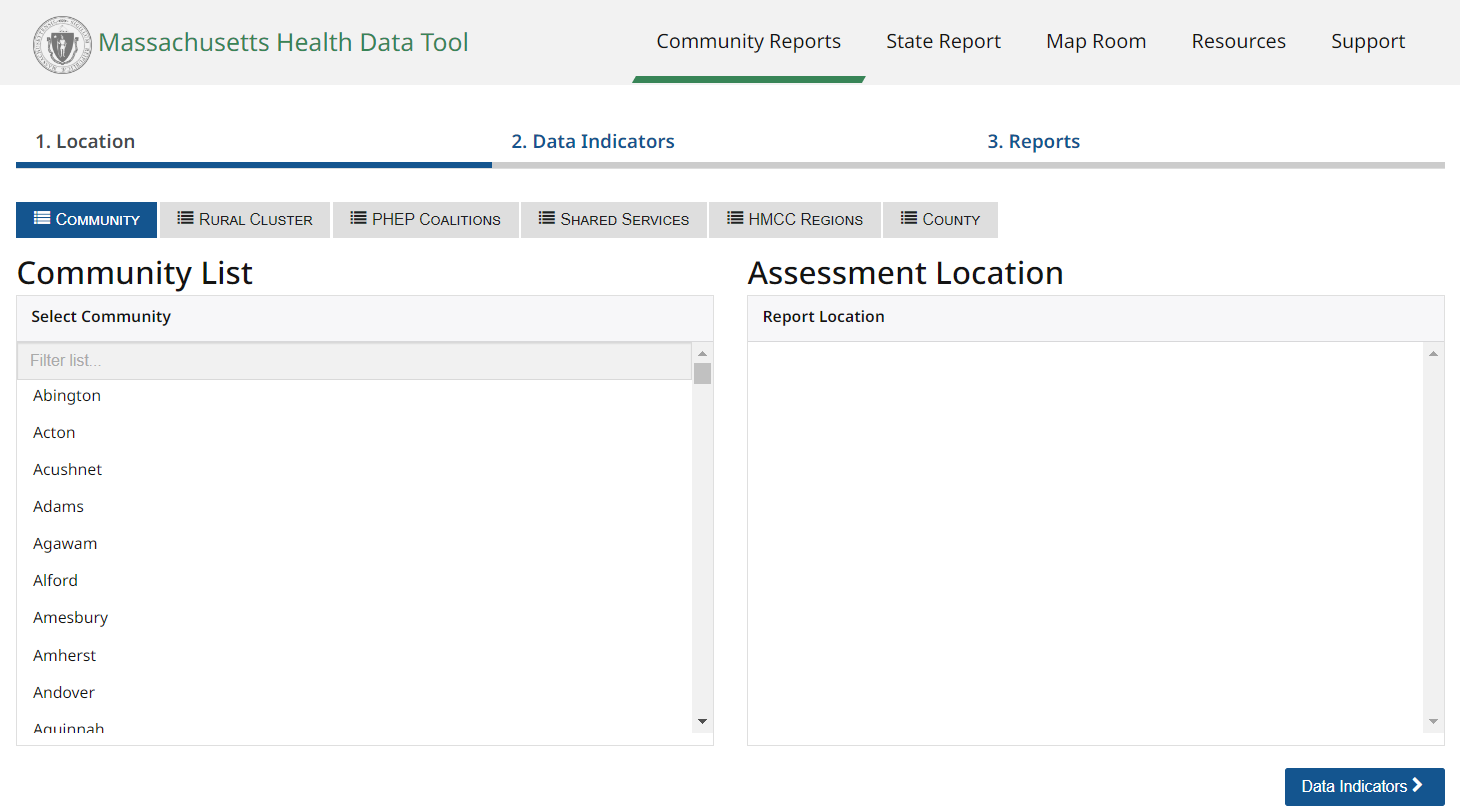 Massachusetts Health Data Tool
Community Reports State Report Map Room Resources Support
1. Location 2. Data Indicators 3. Reports
Community Rural Cluster PHEP Coalitions Shared Services HMCC Regions County
Community List
Select Community
Filter list...
Abington
Acton
Acushnet
Adams
Agawam
Alford
Amesbury
Amherst
Andover
Aquinnah
Assessment Location
Report Location
Data Indicators